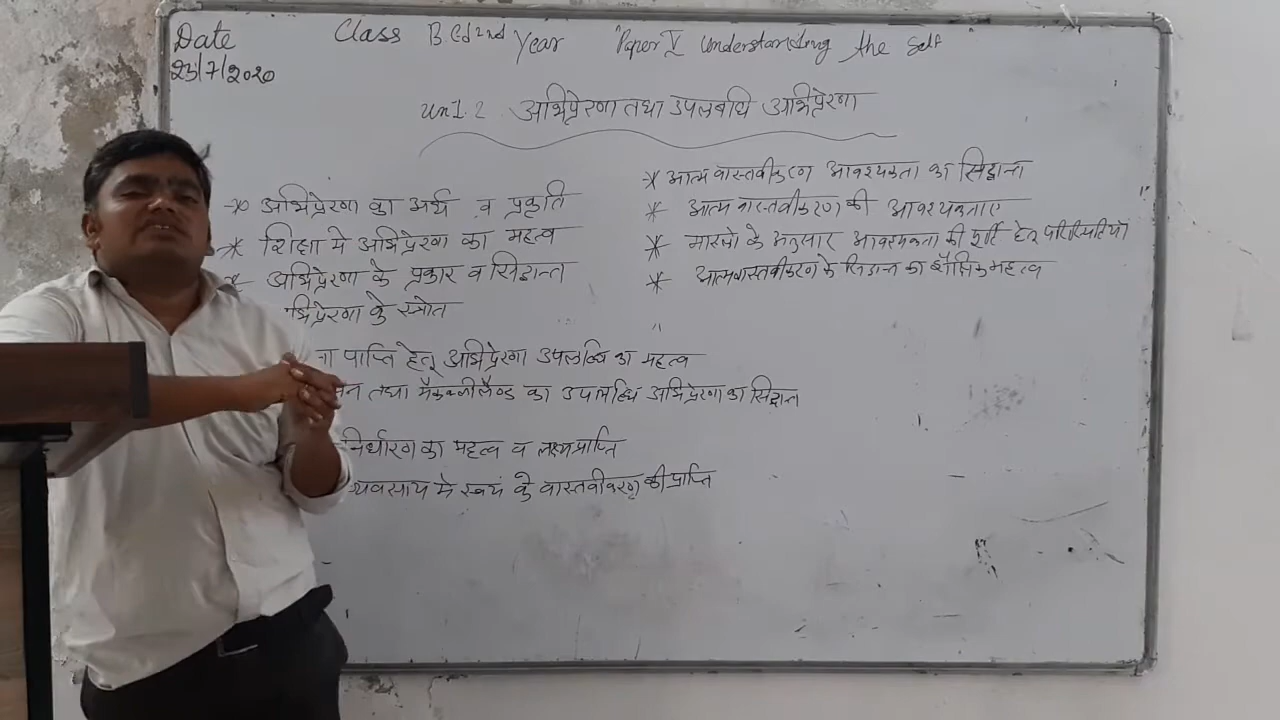 Date
23/7/2020
Class B Ed 2nd Year Paper V Understanding the Self
Un1.2 अभिप्रेरणा तथा उपलबधि अभिप्रेरणा
अभिप्रेरणा का अर्थ व प्रकृति
* शिक्षा मे अभिप्रेरणा का महत्व
* अभिप्रेरणा के प्रकार व सिद्वान्त
भिप्रेरणा के स्त्रोत
प्राप्ति हेतू अभिप्रेरणा उपलब्धि का महत्व
तथा मैकक्लीलैण्ड का उपलब्धि अभिप्रेरणा का सिद्वान्त
निर्धारण का महत्व व लक्ष्यप्राप्ति
व्यवसाय मे स्वयं के वास्तवीकरण की प्राप्ति
* आत्म वास्तवीकरण आवश्यकता का सिद्वान्त
* आत्म वास्तवीकरण की आवश्यकताए
* मास्लो के अनुसार आवश्यकता की पूर्ति हेतू परिस्थितियों
* आत्मवास्तवीकरण के सिद्वान्त का शैक्षिक महत्व